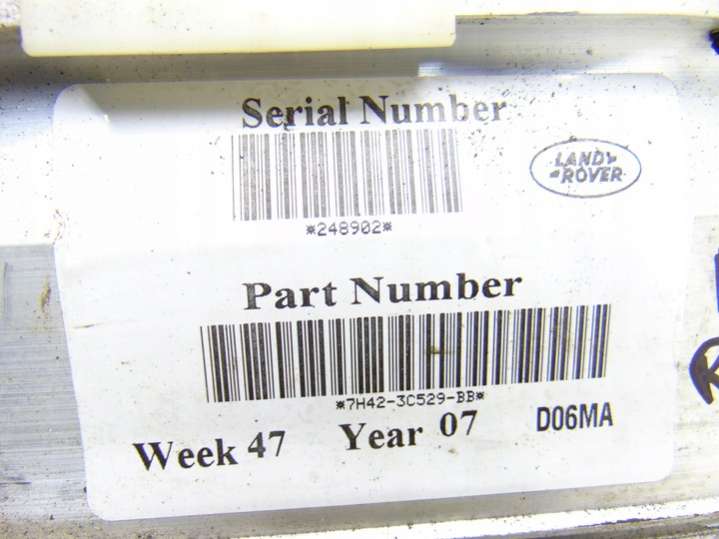 Serial Number
*248902*
LAND
ROVER
Part Number
*7H42-3C529-BB*
Week 47 Year 07 D06MA